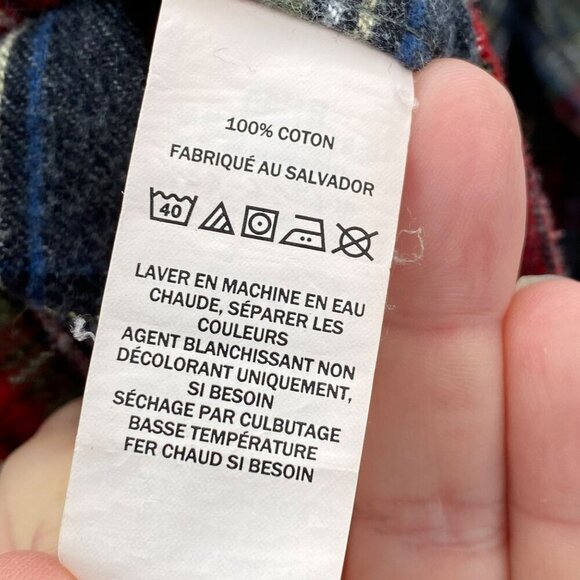 100% COTON
FABRIQUÉ AU SALVADOR
40
LAVER EN MACHINE EN EAU
CHAUDE, SÉPARER LES
COULEURS
AGENT BLANCHISSANT NON
DÉCOLORANT UNIQUEMENT,
SI BESOIN
SÉCHAGE PAR CULBUTAGE
BASSE TEMPÉRATURE
FER CHAUD SI BESOIN